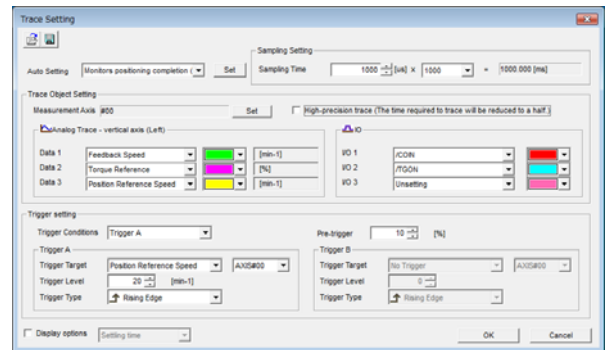 Trace Setting
Sampling Setting
Auto Setting Monitors positioning completion ( Set Sampling Time 1000 [us] X 1000 = 1000.000 [ms]
Trace Object Setting
Measurement Axis #00 Set High-precision trace (The time required to trace will be reduced to a half.)
Analog Trace - vertical axis (Left) I/O
Data 1 Feedback Speed [min-1] I/O 1 /COIN
Data 2 Torque Reference [%] I/O 2 /TGON
Data 3 Position Reference Speed [min-1] I/O 3 Unsetting
Trigger setting
Trigger Conditions Trigger A Pre-trigger 10 [%]
Trigger A Trigger B
Trigger Target Position Reference Speed AXIS#00 Trigger Target No Trigger AXIS#00
Trigger Level 20 [min-1] Trigger Level 0
Trigger Type Rising Edge Trigger Type Rising Edge
Display options Settling time OK Cancel